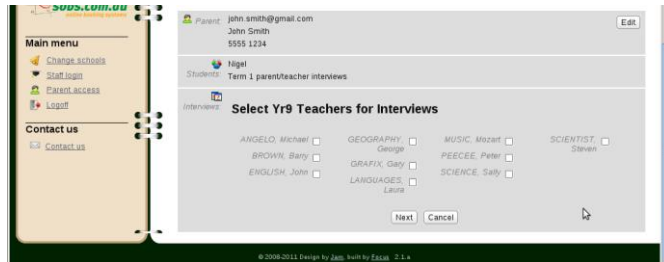 sobs.com.au
online booking systems
Main menu
Change schools
Staff login
Parent access
Logoff
Contact us
Contact us
Parent:
john.smith@gmail.com
John Smith
5555 1234
Edit
Students:
Nigel
Term 1 parent/teacher interviews
Interviews:
Select Yr9 Teachers for Interviews
ANGELO, Michael
BROWN, Barry
ENGLISH, John
GEOGRAPHY,
George
GRAFIX, Gary
LANGUAGES,
Laura
MUSIC, Mozart
PEECEE, Peter
SCIENCE, Sally
SCIENTIST,
Steven
Next
Cancel
© 2008-2011 Design by Jam, built by Focus 2.1.a